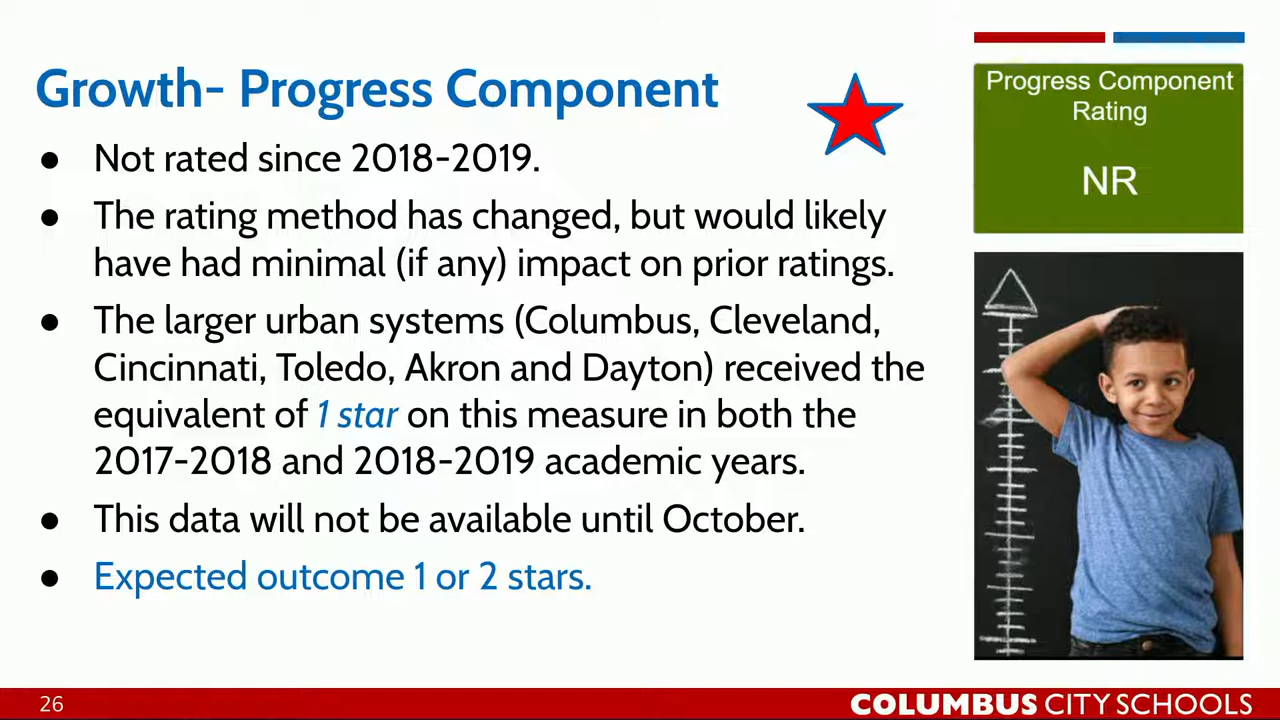 Growth- Progress Component
● Not rated since 2018-2019.
● The rating method has changed, but would likely
have had minimal (if any) impact on prior ratings.
● The larger urban systems (Columbus, Cleveland,
Cincinnati, Toledo, Akron and Dayton) received the
equivalent of 1 star on this measure in both the
2017-2018 and 2018-2019 academic years.
● This data will not be available until October.
● Expected outcome 1 or 2 stars.
Progress Component
Rating
NR
26
COLUMBUS CITY SCHOOLS